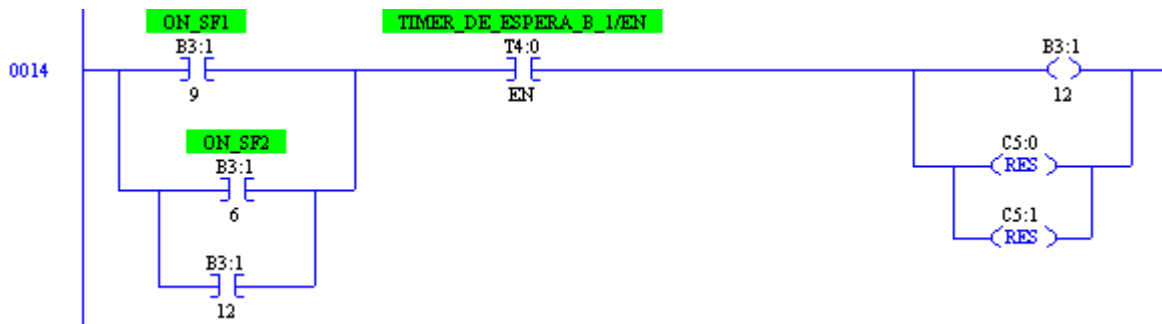 ON_SF1 TIMER_DE_ESPERA_B_1/EN
B3:1 T4:0 B3:1
0014
9 EN 12
ON_SF2
B3:1
6
C5:0
RES
C5:1
RES
B3:1
12